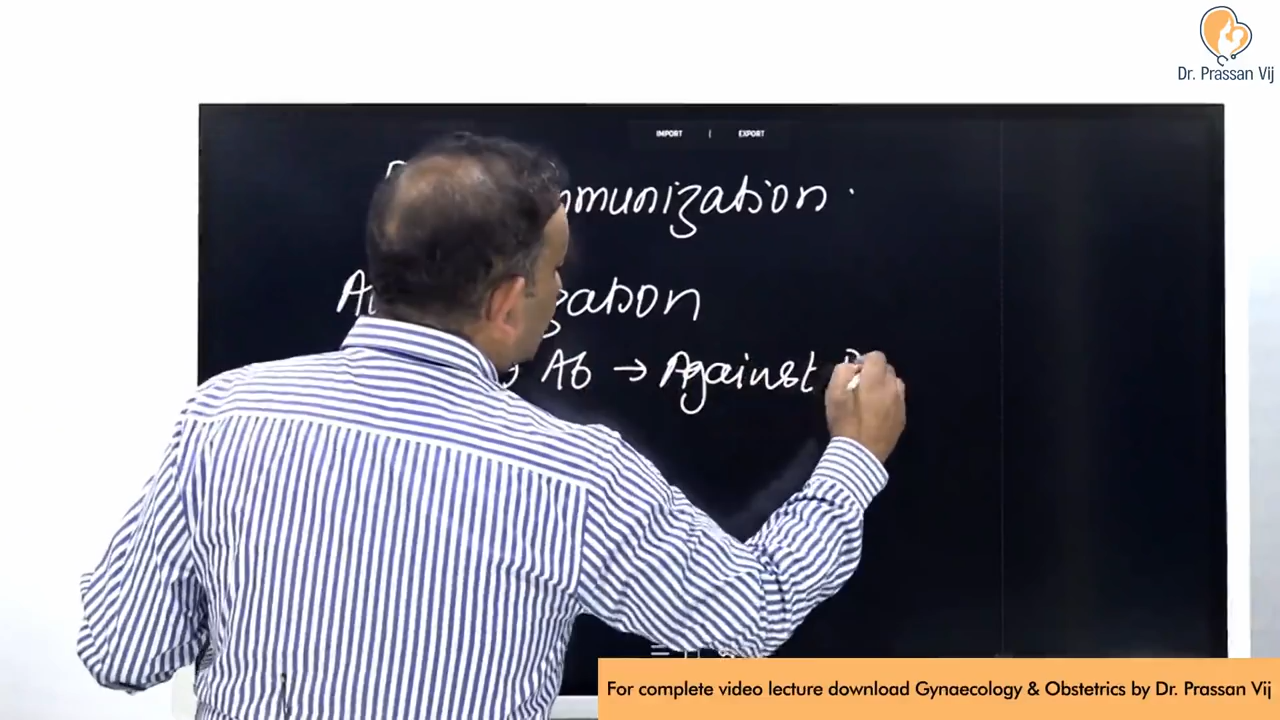 Dr. Prassan Vij
IMPORT | EXPORT
mmunization.
zation
Ab → Against
For complete video lecture download Gynaecology & Obstetrics by Dr. Prassan Vij